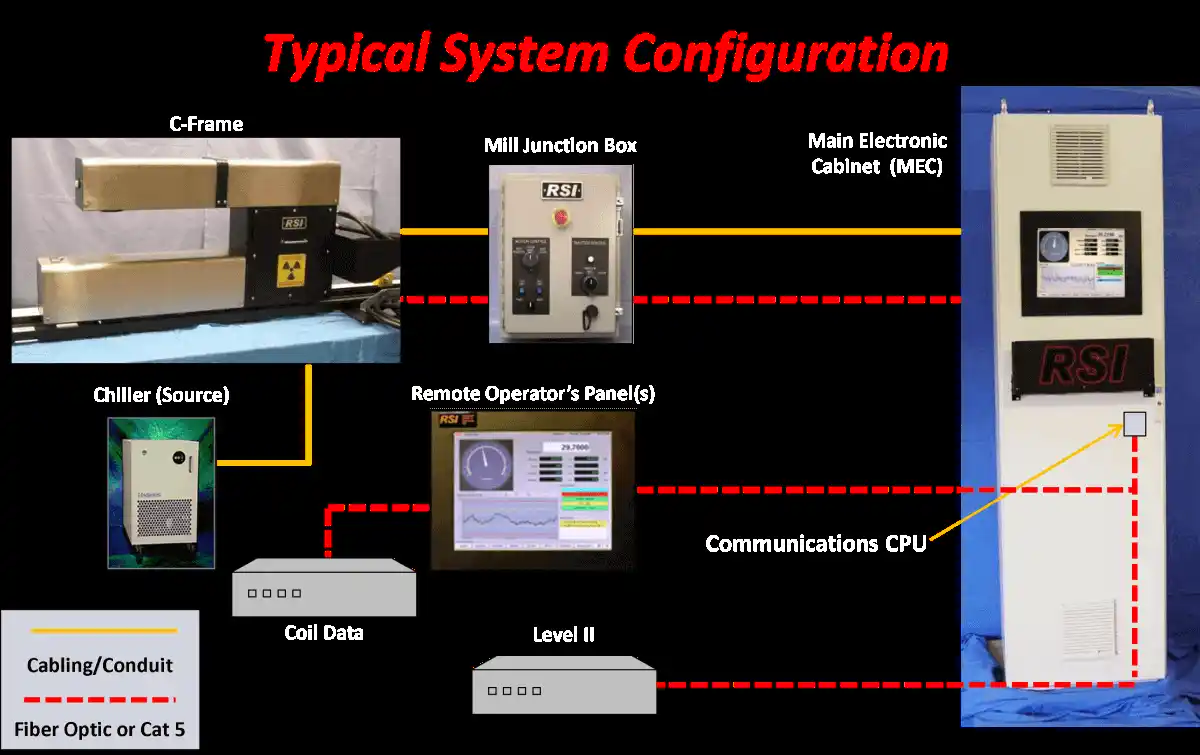 Typical System Configuration
C-Frame
Mill Junction Box
Main Electronic
Cabinet (MEC)
RSI
RSI
RSI
Chiller (Source)
Remote Operator's Panel(s)
RSI
29.7000
Communications CPU
Coil Data
Level II
Cabling/Conduit
Fiber Optic or Cat 5